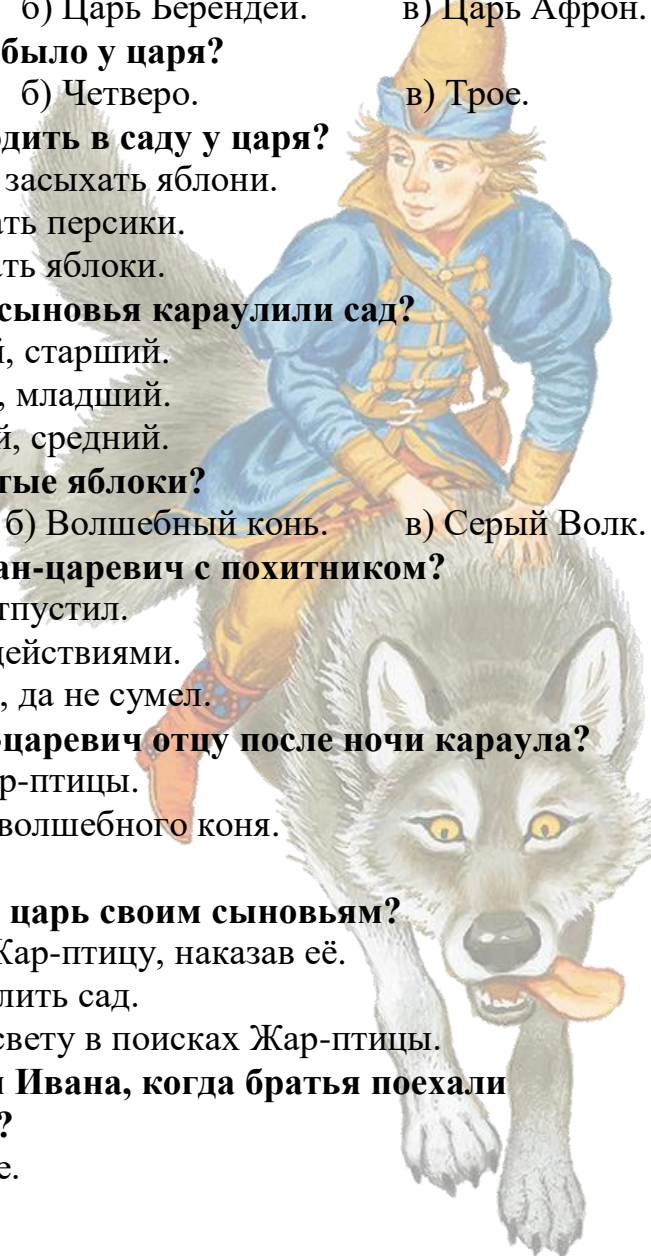 б) Царь Берендей. в) Царь Афрон.
было у царя?
б) Четверо. в) Трое.
дить в саду у царя?
засыхать яблони.
ать персики.
ать яблоки.
сыновья караулили сад?
й, старший.
, младший.
й, средний.
тые яблоки?
б) Волшебный конь. в) Серый Волк.
ан-царевич с похитником?
тпустил.
действиями.
, да не сумел.
-царевич отцу после ночи караула?
р-птицы.
волшебного коня.
царь своим сыновьям?
Жар-птицу, наказав её.
лить сад.
свету в поисках Жар-птицы.
Ивана, когда братья поехали
?
е.